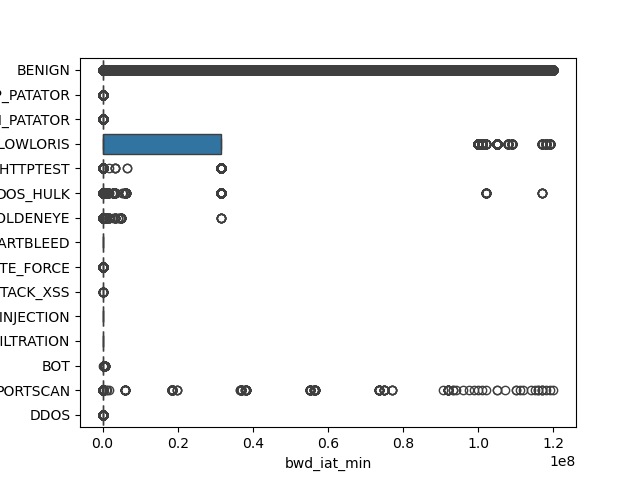 BENIGN
P_PATATOR
_PATATOR
LOWLORIS
HTTPTEST
DOS_HULK
OLDENEYE
ARTBLEED
TE_FORCE
TACK_XSS
INJECTION
ILTRATION
BOT
PORTSCAN
DDOS
0.0 0.2 0.4 0.6 0.8 1.0 1.2
1e8
bwd_iat_min